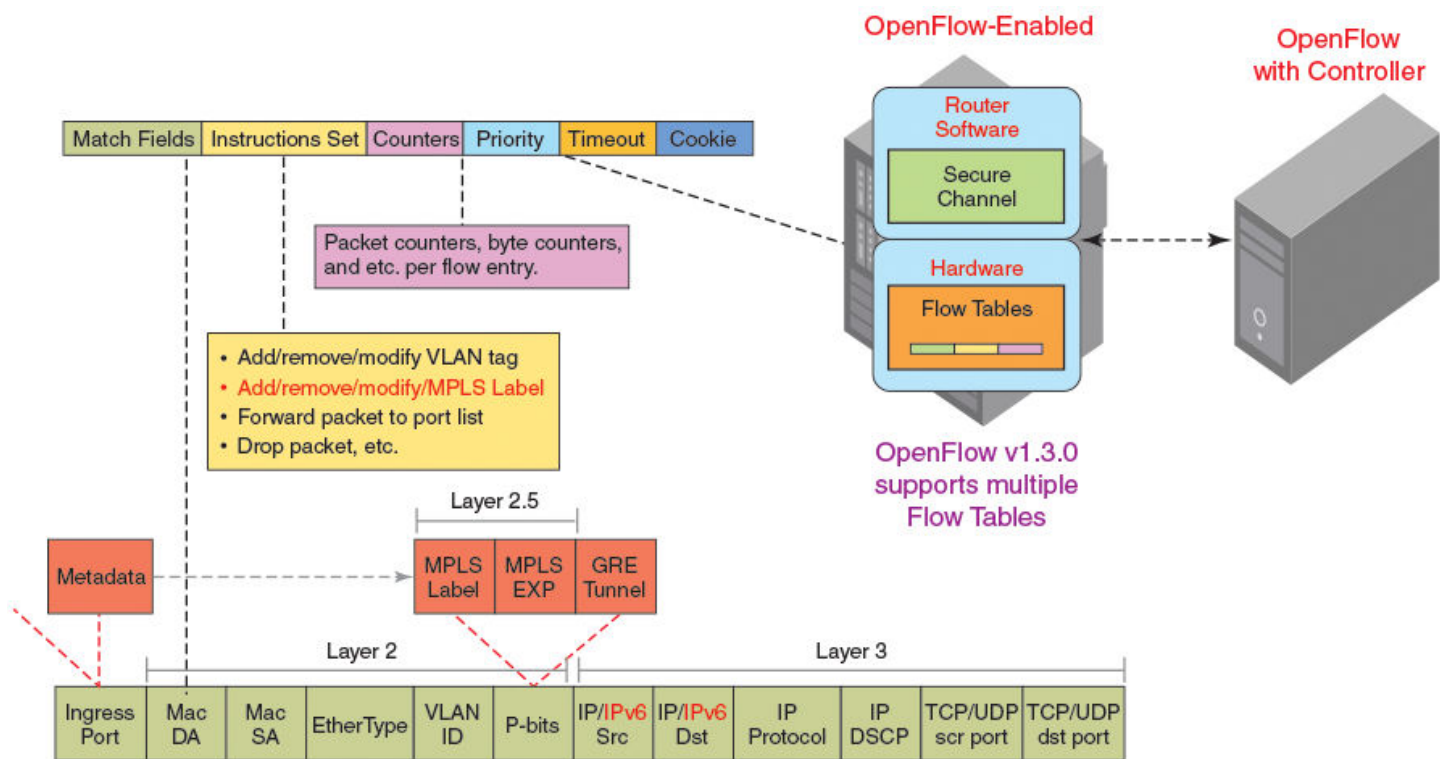 OpenFlow-Enabled
OpenFlow
with Controller
Router
Software
Secure
Channel
Hardware
Flow Tables
OpenFlow v1.3.0
supports multiple
Flow Tables
Match Fields
Instructions Set
Counters
Priority
Timeout
Cookie
Packet counters, byte counters,
and etc. per flow entry.
• Add/remove/modify VLAN tag
• Add/remove/modify/MPLS Label
• Forward packet to port list
• Drop packet, etc.
Layer 2.5
Metadata
MPLS
Label
MPLS
EXP
GRE
Tunnel
Layer 2
Layer 3
Ingress
Port
Mac
DA
Mac
SA
EtherType
VLAN
ID
P-bits
IP/IPv6
Src
IP/IPv6
Dst
IP
Protocol
IP
DSCP
TCP/UDP
scr port
TCP/UDP
dst port